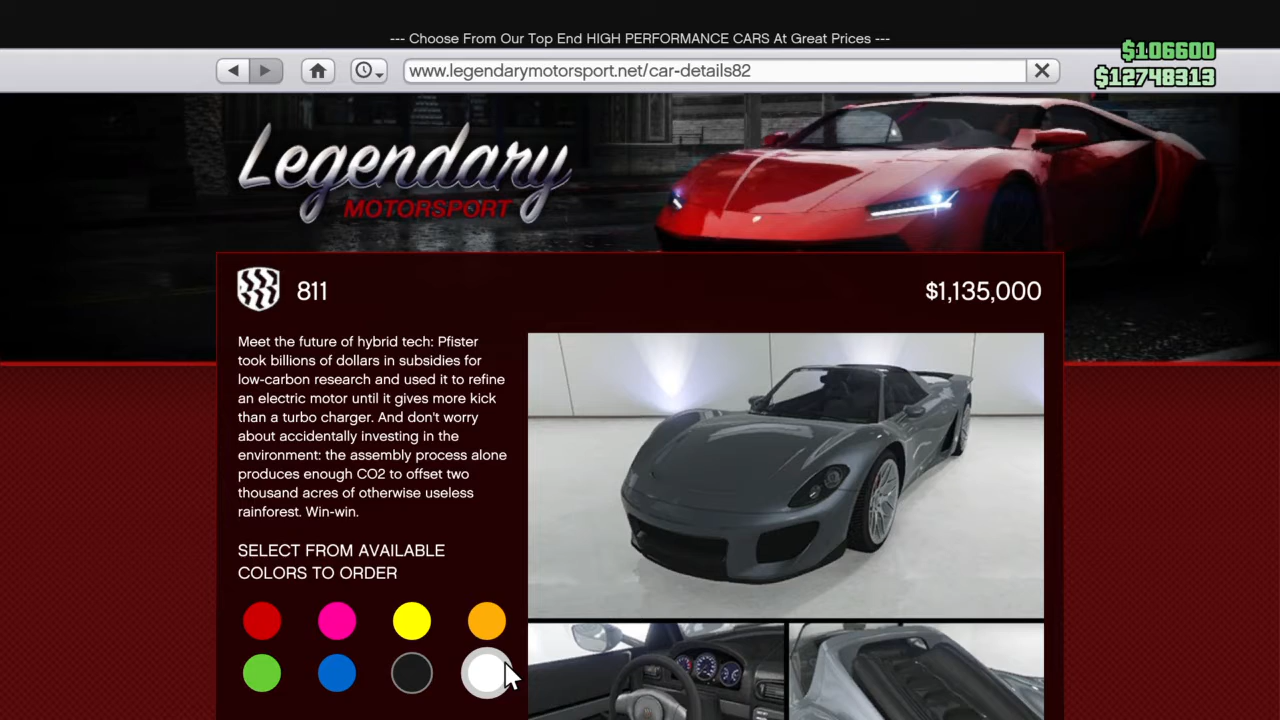 --- Choose From Our Top End HIGH PERFORMANCE CARS At Great Prices ---
$106600
www.legendarymotorsport.net/car-details82
$12748313
Legendary
MOTORSPORT
811
$1,135,000
Meet the future of hybrid tech: Pfister
took billions of dollars in subsidies for
low-carbon research and used it to refine
an electric motor until it gives more kick
than a turbo charger. And don't worry
about accidentally investing in the
environment: the assembly process alone
produces enough CO2 to offset two
thousand acres of otherwise useless
rainforest. Win-win.
SELECT FROM AVAILABLE
COLORS TO ORDER